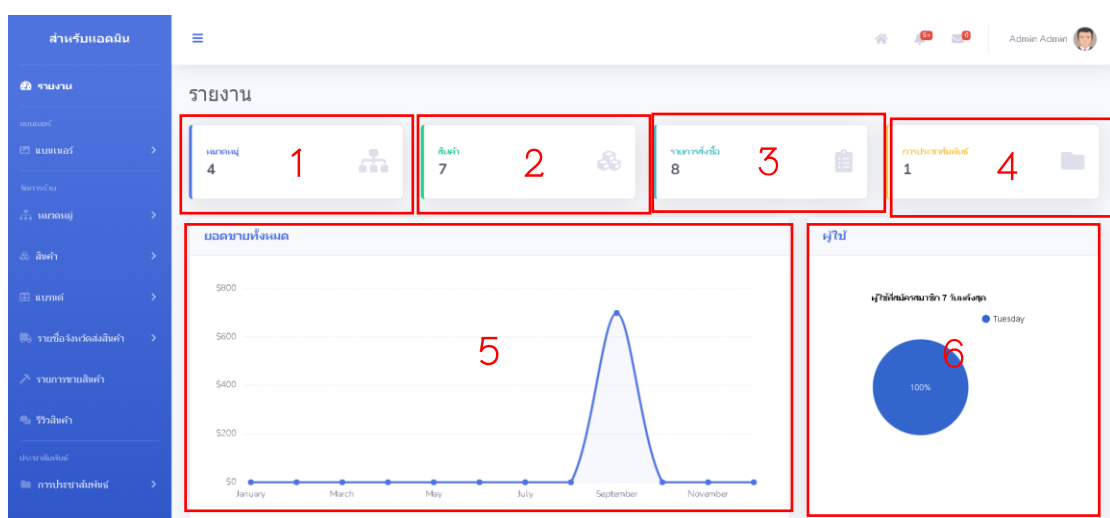 สำหรับแอดมิน
5+
0
Admin Admin
รายงาน
แบนเนอร์
แบนเนอร์
จัดการร้าน
หมวดหมู่
สินค้า
แบรนด์
รายชื่อจังหวัดส่งสินค้า
รายการขายสินค้า
รีวิวสินค้า
ประชาสัมพันธ์
การประชาสัมพันธ์
รายงาน
หมวดหมู่
4
1
สินค้า
7
2
รายการสั่งซื้อ
8
3
การประชาสัมพันธ์
1
4
ยอดขายทั้งหมด
$800
$600
$400
$200
$0
January
March
May
July
September
November
5
ผู้ใช้
ผู้ใช้ที่สมัครสมาชิก 7 วันหลังสุด
Tuesday
100%
6